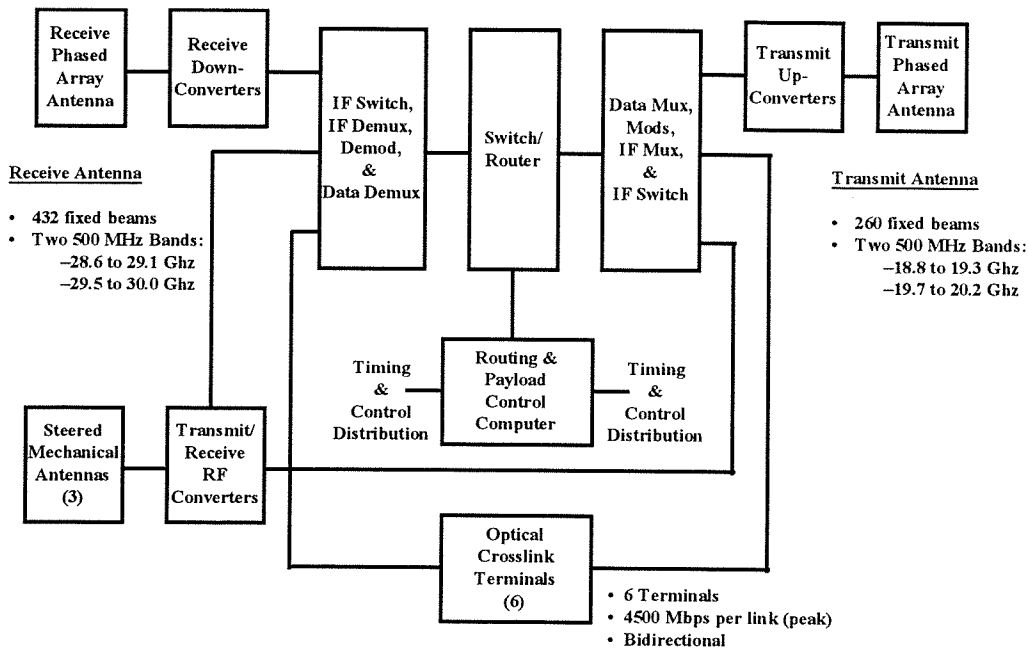 Receive
Phased
Array
Antenna
Receive
Down-
Converters
IF Switch,
IF Demux,
Demod,
&
Data Demux
Switch/
Router
Data Mux,
Mods,
IF Mux,
&
IF Switch
Transmit
Up-
Converters
Transmit
Phased
Array
Antenna
Receive Antenna
• 432 fixed beams
• Two 500 MHz Bands:
–28.6 to 29.1 Ghz
–29.5 to 30.0 Ghz
Transmit Antenna
• 260 fixed beams
• Two 500 MHz Bands:
–18.8 to 19.3 Ghz
–19.7 to 20.2 Ghz
Timing
&
Control
Distribution
Routing &
Payload
Control
Computer
Timing
&
Control
Distribution
Steered
Mechanical
Antennas
(3)
Transmit/
Receive
RF
Converters
Optical
Crosslink
Terminals
(6)
• 6 Terminals
• 4500 Mbps per link (peak)
• Bidirectional